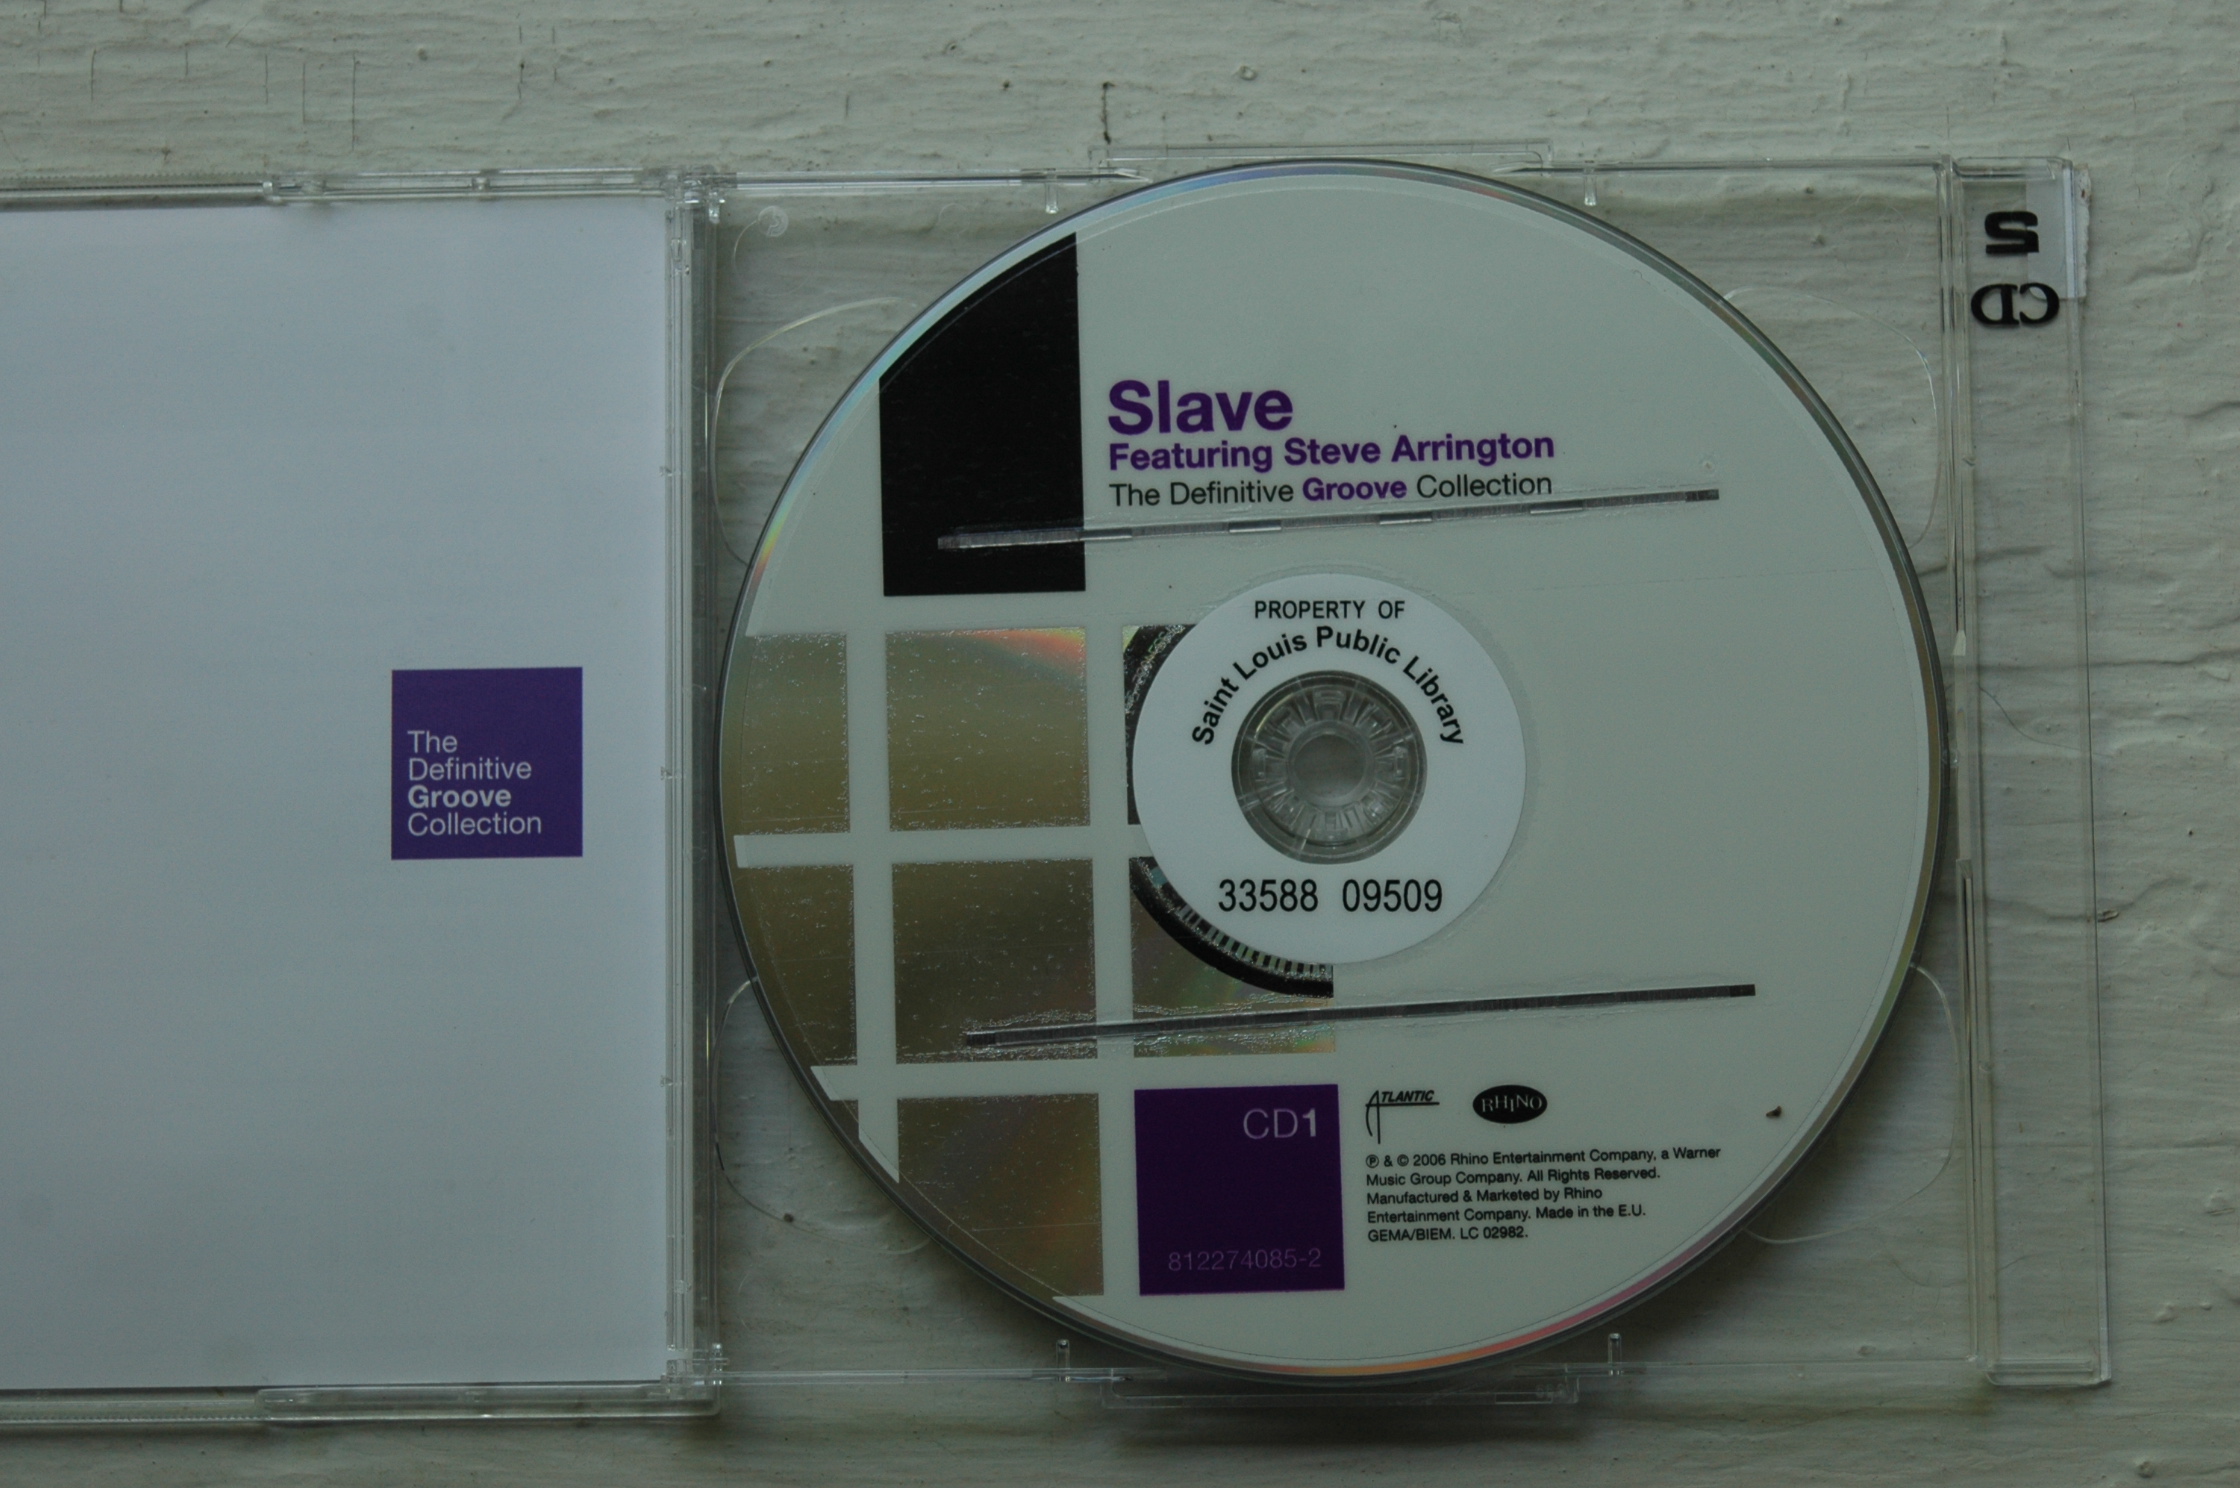 The
Definitive
Groove
Collection
Slave
Featuring Steve Arrington
The Definitive Groove Collection
PROPERTY OF
Saint Louis Public Library
33588 09509
CD1
812274085-2
ATLANTIC
RHINO
℗ & © 2006 Rhino Entertainment Company, a Warner
Music Group Company. All Rights Reserved.
Manufactured & Marketed by Rhino
Entertainment Company. Made in the E.U.
GEMA/BIEM. LC 02982.
2
CD